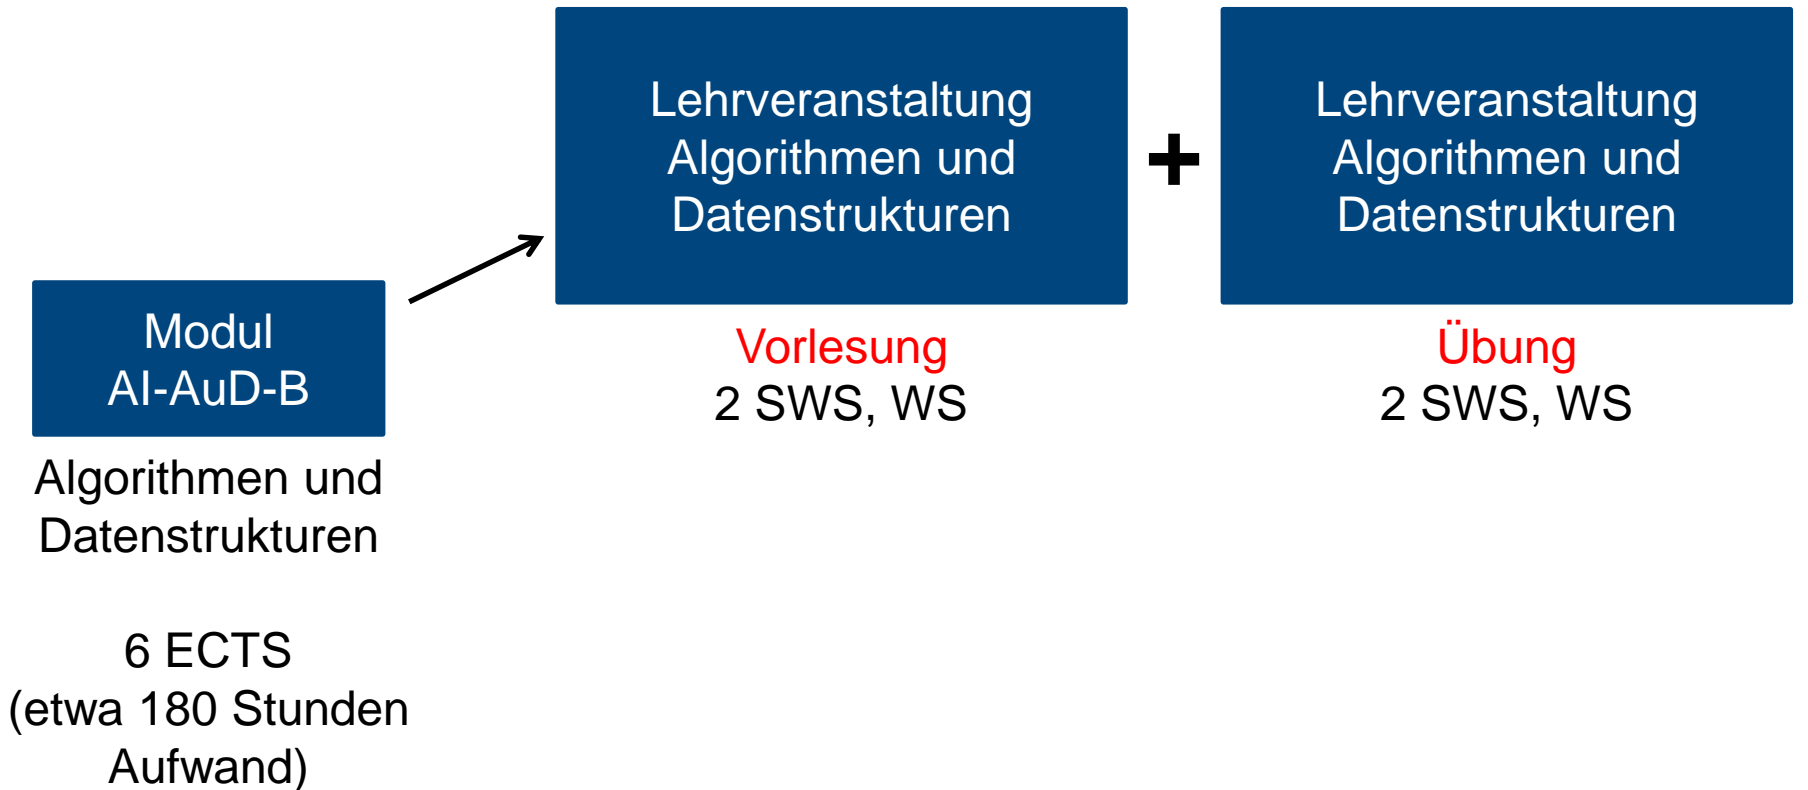 Modul
AI-AuD-B
Algorithmen und
Datenstrukturen
6 ECTS
(etwa 180 Stunden
Aufwand)
Lehrveranstaltung
Algorithmen und
Datenstrukturen
Vorlesung
2 SWS, WS
+
Lehrveranstaltung
Algorithmen und
Datenstrukturen
Übung
2 SWS, WS